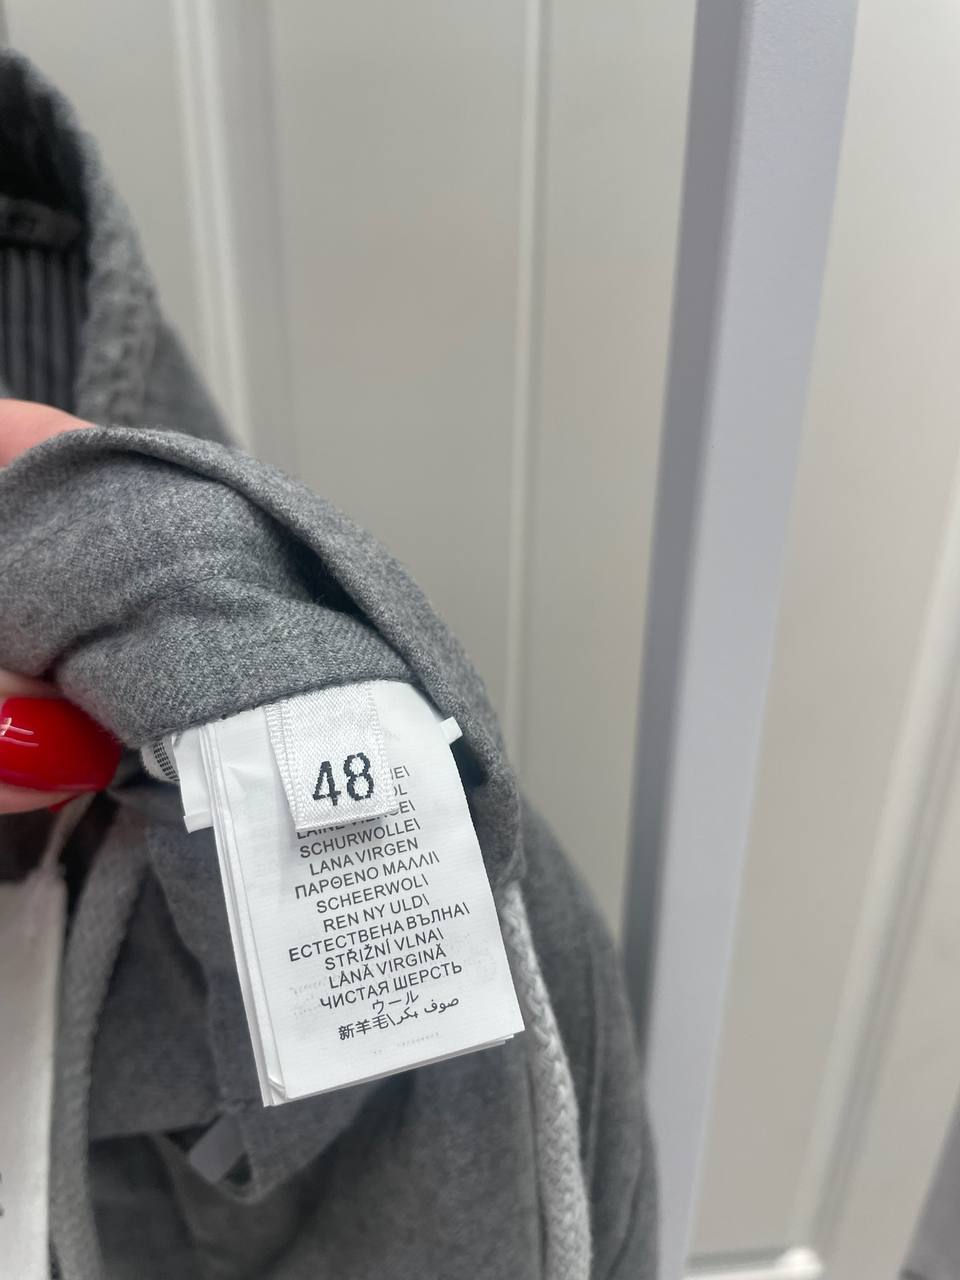 48
SCHURWOLLE\
LANA VIRGEN
ΠΑΡΘΕΝΟ ΜΑΛΛΙ\
SCHEERWOL\
REN NY ULD\
ЕСТЕСТВЕНА ВЪЛНА\
STŘIŽNÍ VLNA\
LÂNĂ VIRGINĂ
ЧИСТАЯ ШЕРСТЬ
ウール
新羊毛\صوف بكر